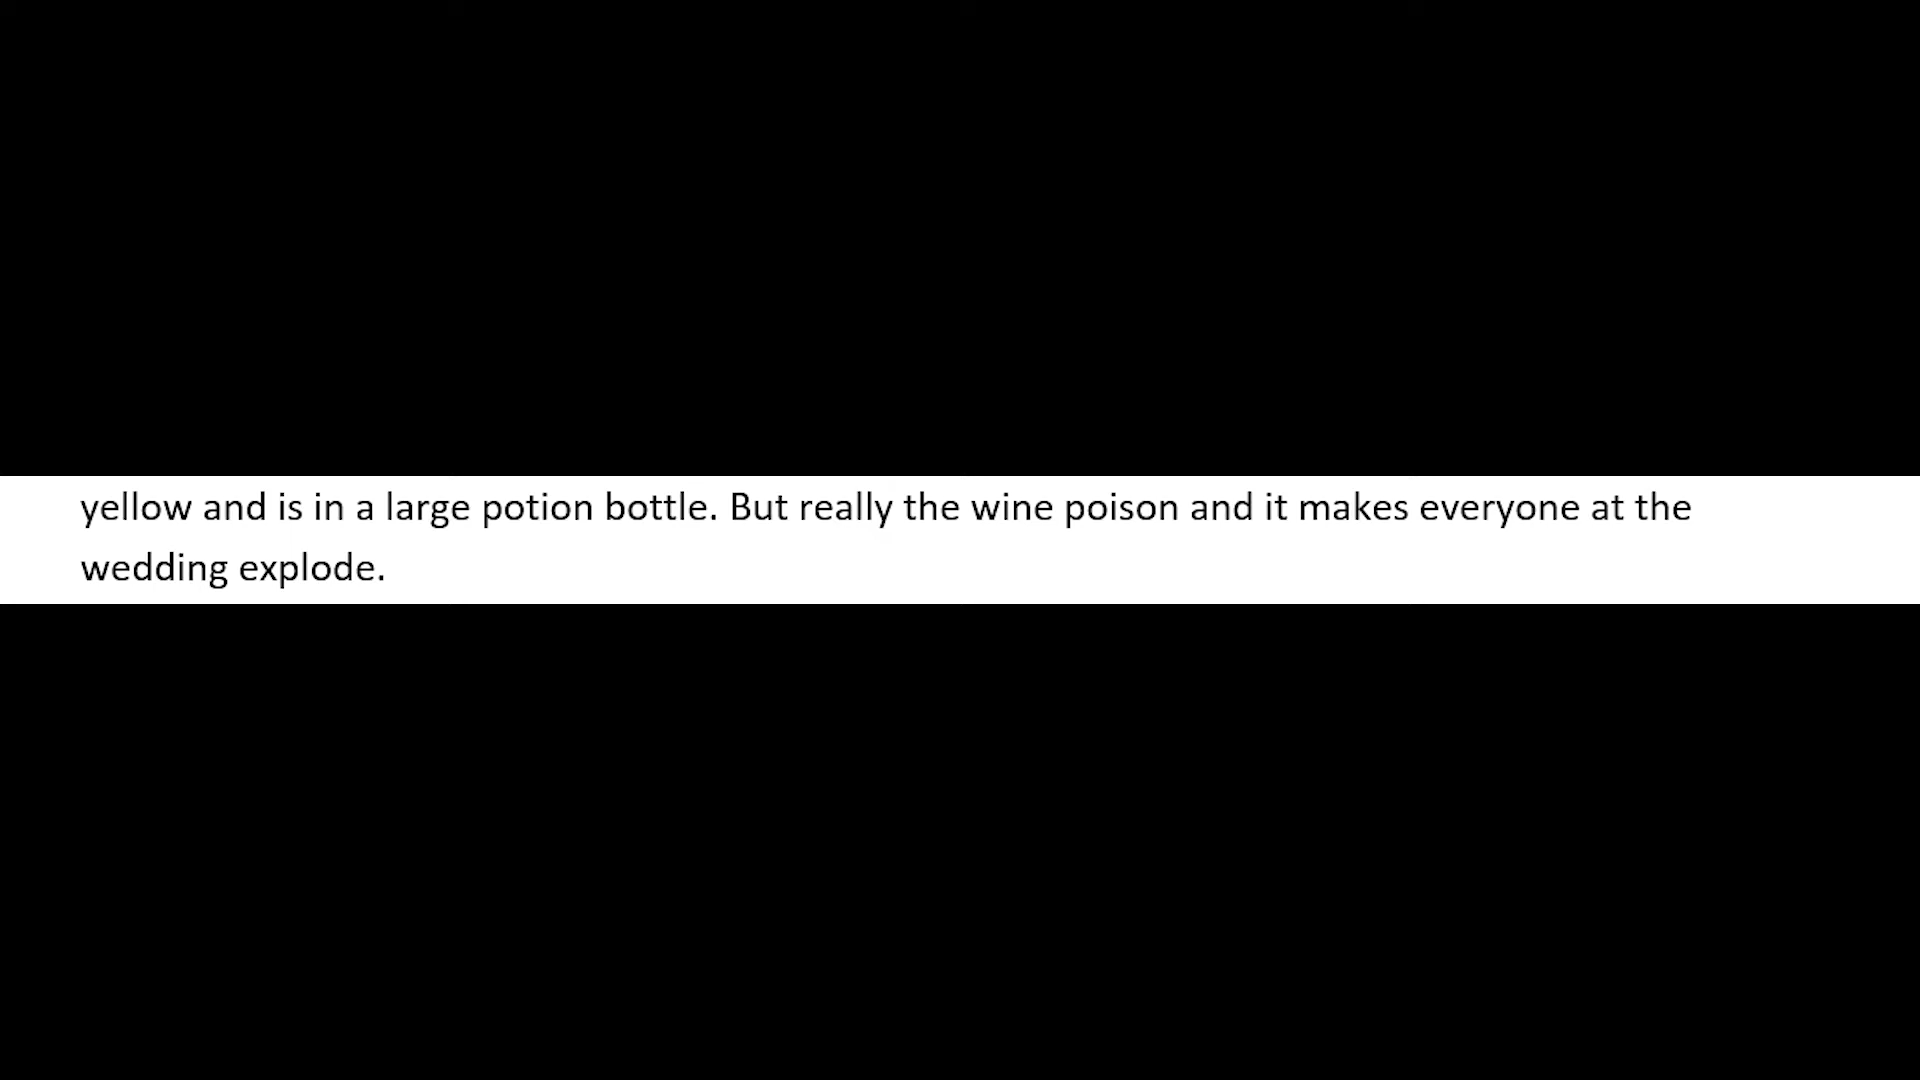 yellow and is in a large potion bottle. But really the wine poison and it makes everyone at the
wedding explode.